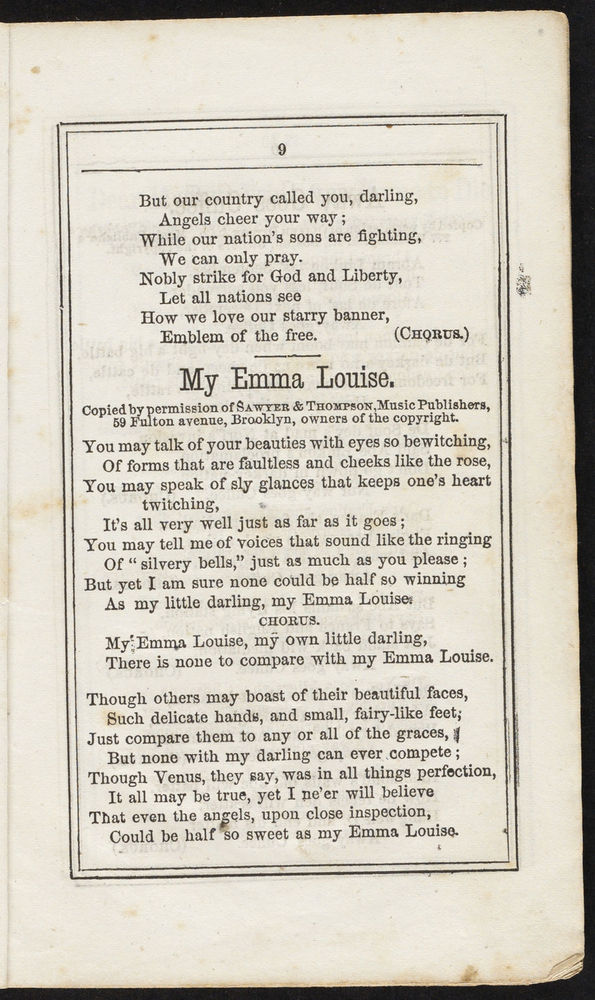 9
But our country called you, darling,
Angels cheer your way;
While our nation's sons are fighting,
We can only pray.
Nobly strike for God and Liberty,
Let all nations see
How we love our starry banner,
Emblem of the free. (CHORUS.)
My Emma Louise.
Copied by permission of SAWYER & THOMPSON, Music Publishers,
59 Fulton avenue, Brooklyn, owners of the copyright.
You may talk of your beauties with eyes so bewitching,
Of forms that are faultless and cheeks like the rose,
You may speak of sly glances that keeps one's heart
twitching,
It's all very well just as far as it goes;
You may tell me of voices that sound like the ringing
Of "silvery bells," just as much as you please;
But yet I am sure none could be half so winning
As my little darling, my Emma Louise.
CHORUS.
My Emma Louise, my own little darling,
There is none to compare with my Emma Louise.
Though others may boast of their beautiful faces,
Such delicate hands, and small, fairy-like feet;
Just compare them to any or all of the graces,
But none with my darling can ever compete;
Though Venus, they say, was in all things perfection,
It all may be true, yet I ne'er will believe
That even the angels, upon close inspection,
Could be half so sweet as my Emma Louise.